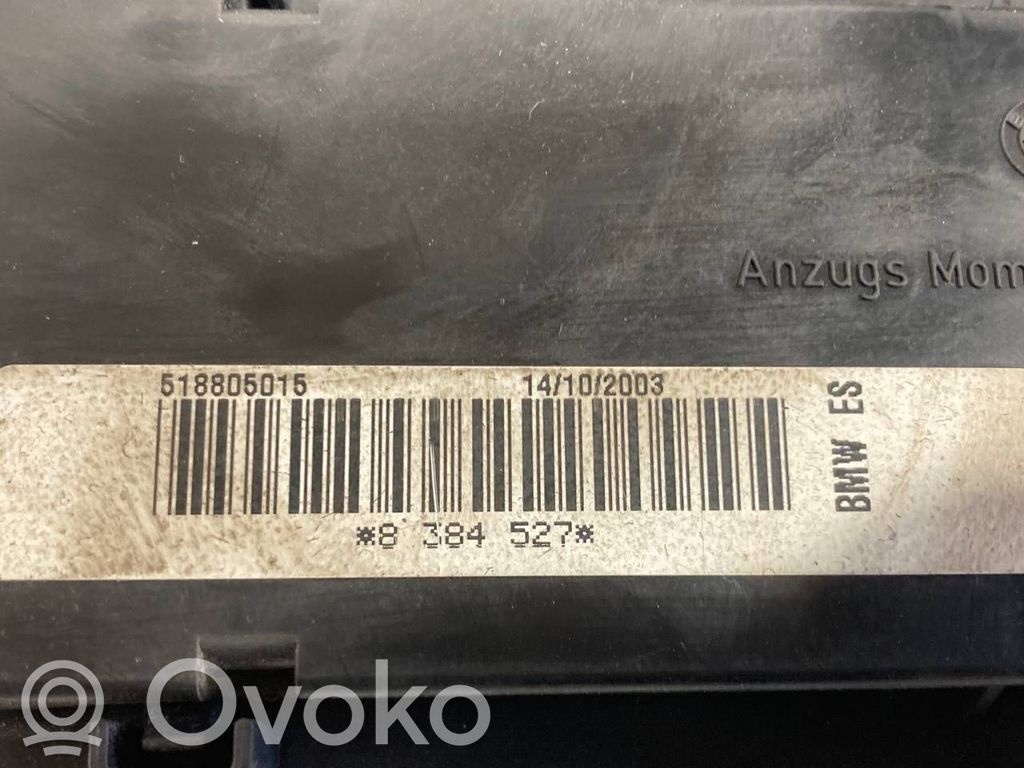 Anzugs Mom
518805015 14/10/2003
*8 384 527*
BMW ES
Ovoko